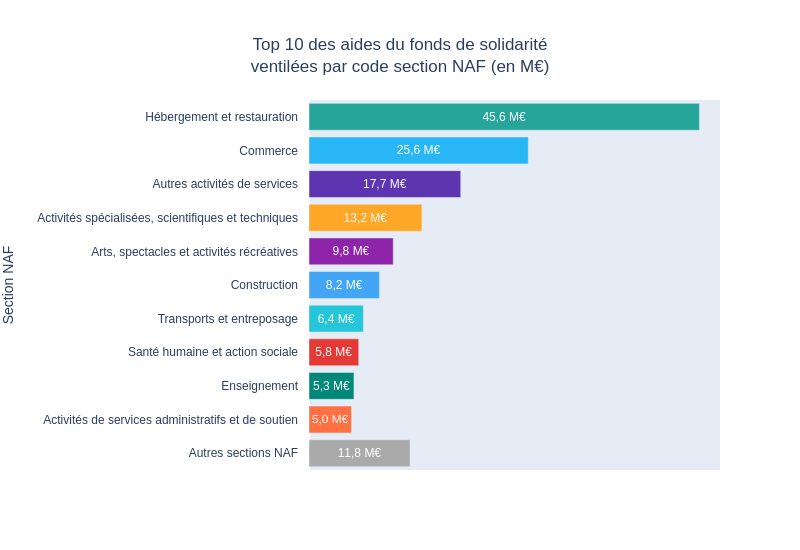 Top 10 des aides du fonds de solidarité
ventilées par code section NAF (en M€)
Section NAF
Hébergement et restauration 45,6 M€
Commerce 25,6 M€
Autres activités de services 17,7 M€
Activités spécialisées, scientifiques et techniques 13,2 M€
Arts, spectacles et activités récréatives 9,8 M€
Construction 8,2 M€
Transports et entreposage 6,4 M€
Santé humaine et action sociale 5,8 M€
Enseignement 5,3 M€
Activités de services administratifs et de soutien 5,0 M€
Autres sections NAF 11,8 M€